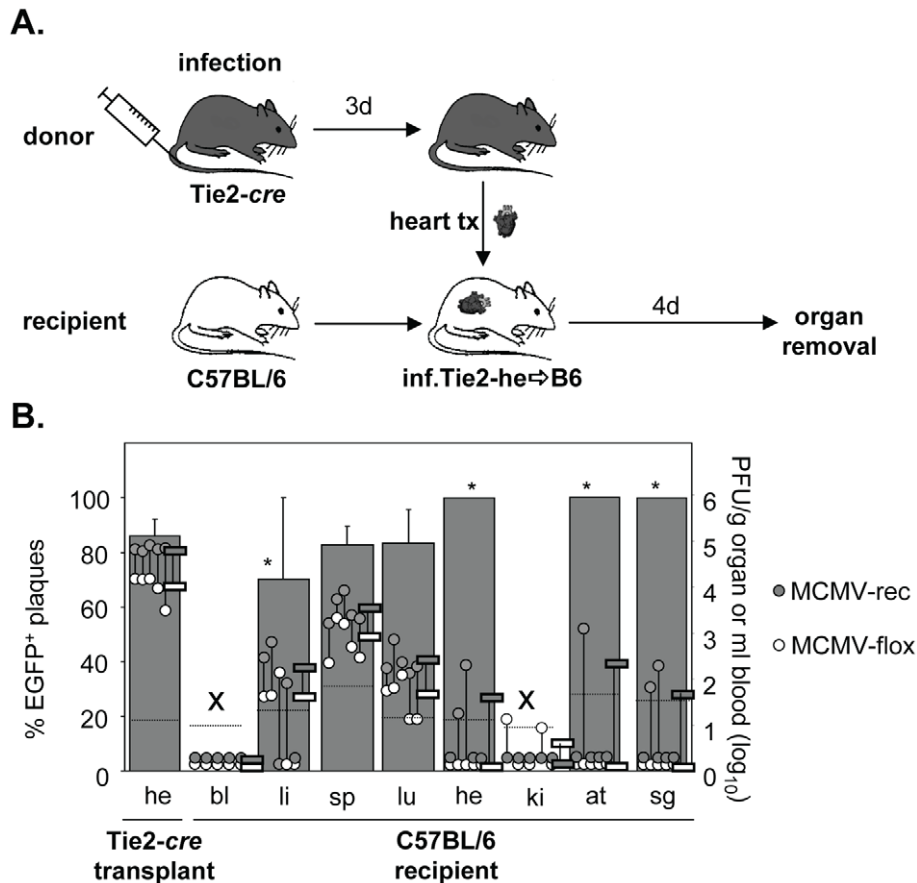 A.
infection
donor
3d
Tie2-cre
heart tx
recipient
4d
organ
removal
C57BL/6
inf.Tie2-he⇨B6
B.
% EGFP+ plaques
100
80
60
40
20
0
* * * *
X X
PFU/g organ or ml blood (log10)
6
5
4
3
2
1
0
MCMV-rec
MCMV-flox
he bl li sp lu he ki at sg
Tie2-cre
transplant
C57BL/6
recipient